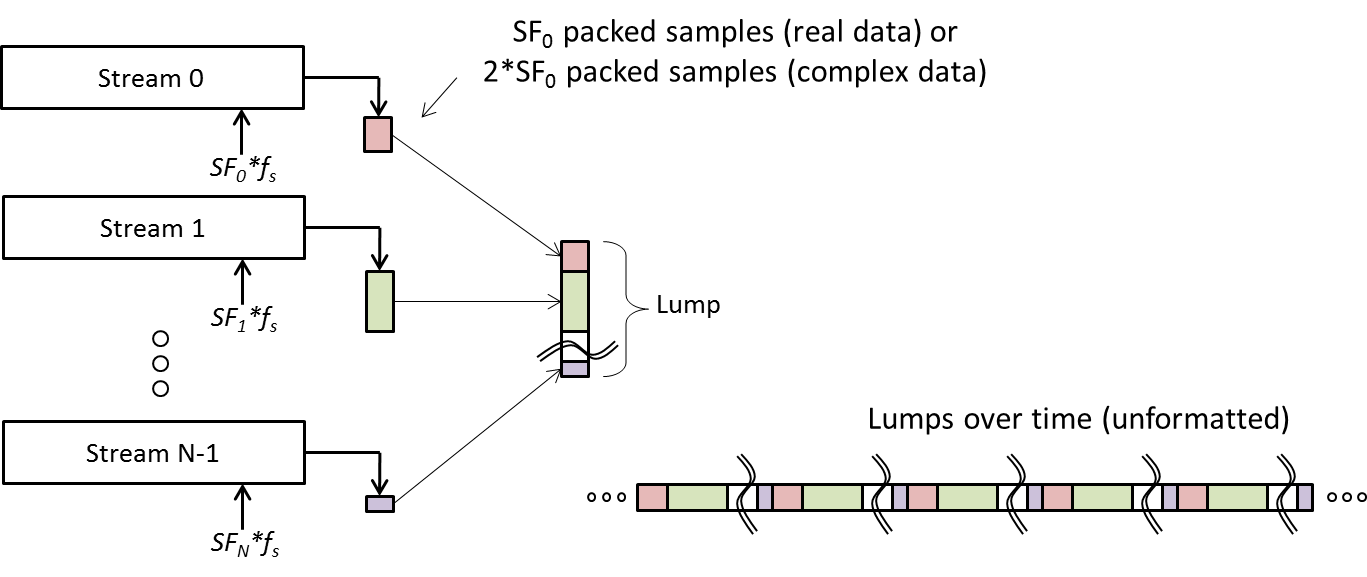 SF₀ packed samples (real data) or
2*SF₀ packed samples (complex data)
Stream 0
SF₀*fₛ
Stream 1
SF₁*fₛ
Lump
Stream N-1
SF_N*fₛ
Lumps over time (unformatted)